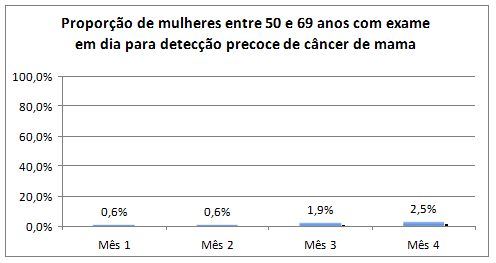 Proporção de mulheres entre 50 e 69 anos com exame
em dia para detecção precoce de câncer de mama
100,0%
80,0%
60,0%
40,0%
20,0%
0,0%
0,6% 0,6% 1,9% 2,5%
Mês 1 Mês 2 Mês 3 Mês 4